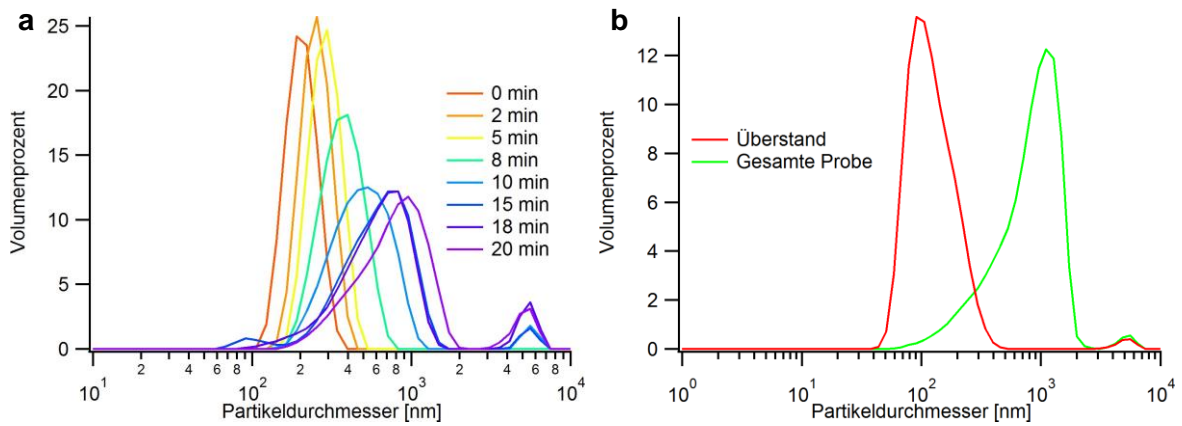 a
25
20
15
10
5
0
Volumenprozent
0 min
2 min
5 min
8 min
10 min
15 min
18 min
20 min
10¹ 2 4 6 8 10² 2 4 6 8 10³ 2 4 6 8 10⁴
Partikeldurchmesser [nm]
b
12
10
8
6
4
2
0
Volumenprozent
Überstand
Gesamte Probe
10⁰ 10¹ 10² 10³ 10⁴
Partikeldurchmesser [nm]